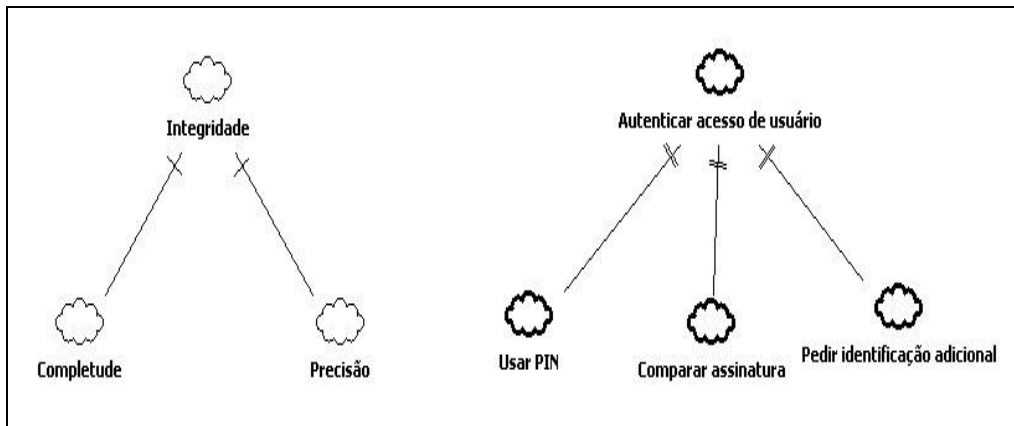 Integridade
Completude
Precisão
Autenticar acesso de usuário
Usar PIN
Comparar assinatura
Pedir identificação adicional